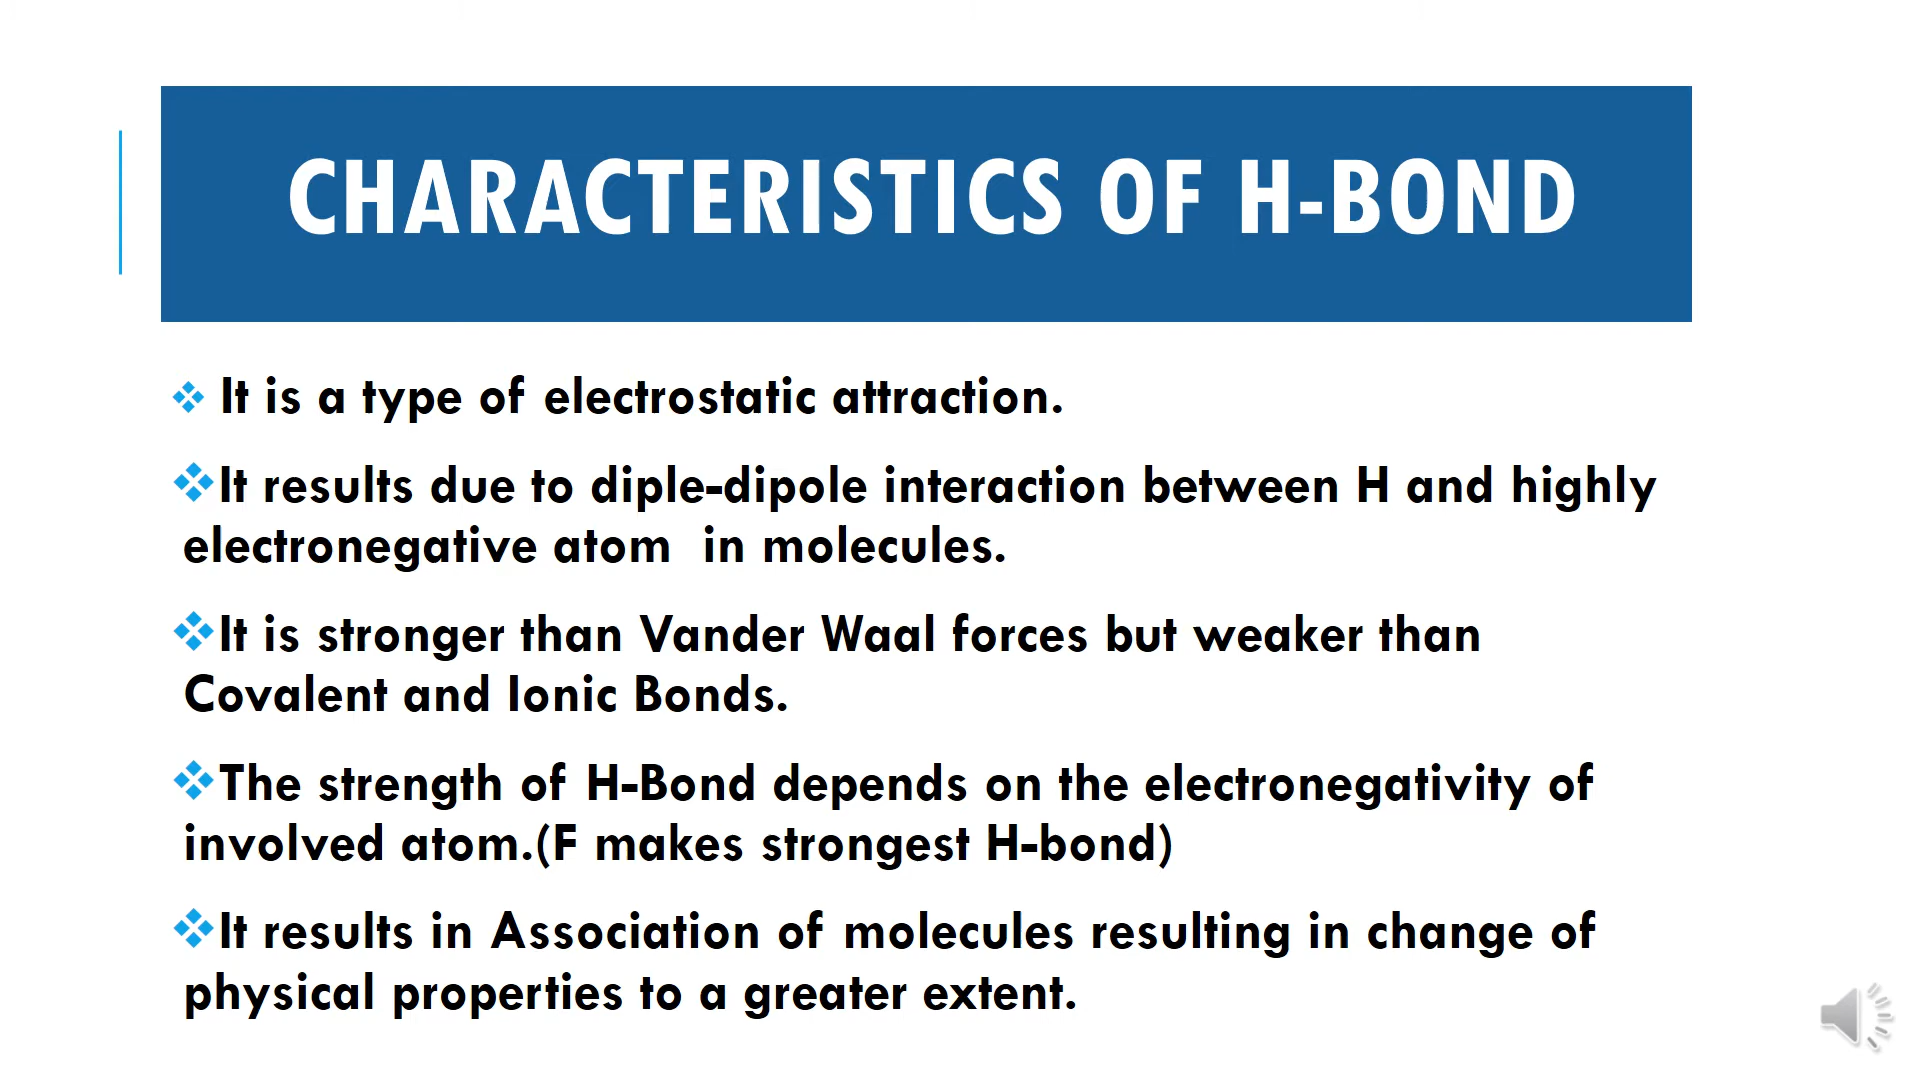 CHARACTERISTICS OF H-BOND
❖ It is a type of electrostatic attraction.
❖It results due to diple-dipole interaction between H and highly
electronegative atom in molecules.
❖It is stronger than Vander Waal forces but weaker than
Covalent and Ionic Bonds.
❖The strength of H-Bond depends on the electronegativity of
involved atom.(F makes strongest H-bond)
❖It results in Association of molecules resulting in change of
physical properties to a greater extent.